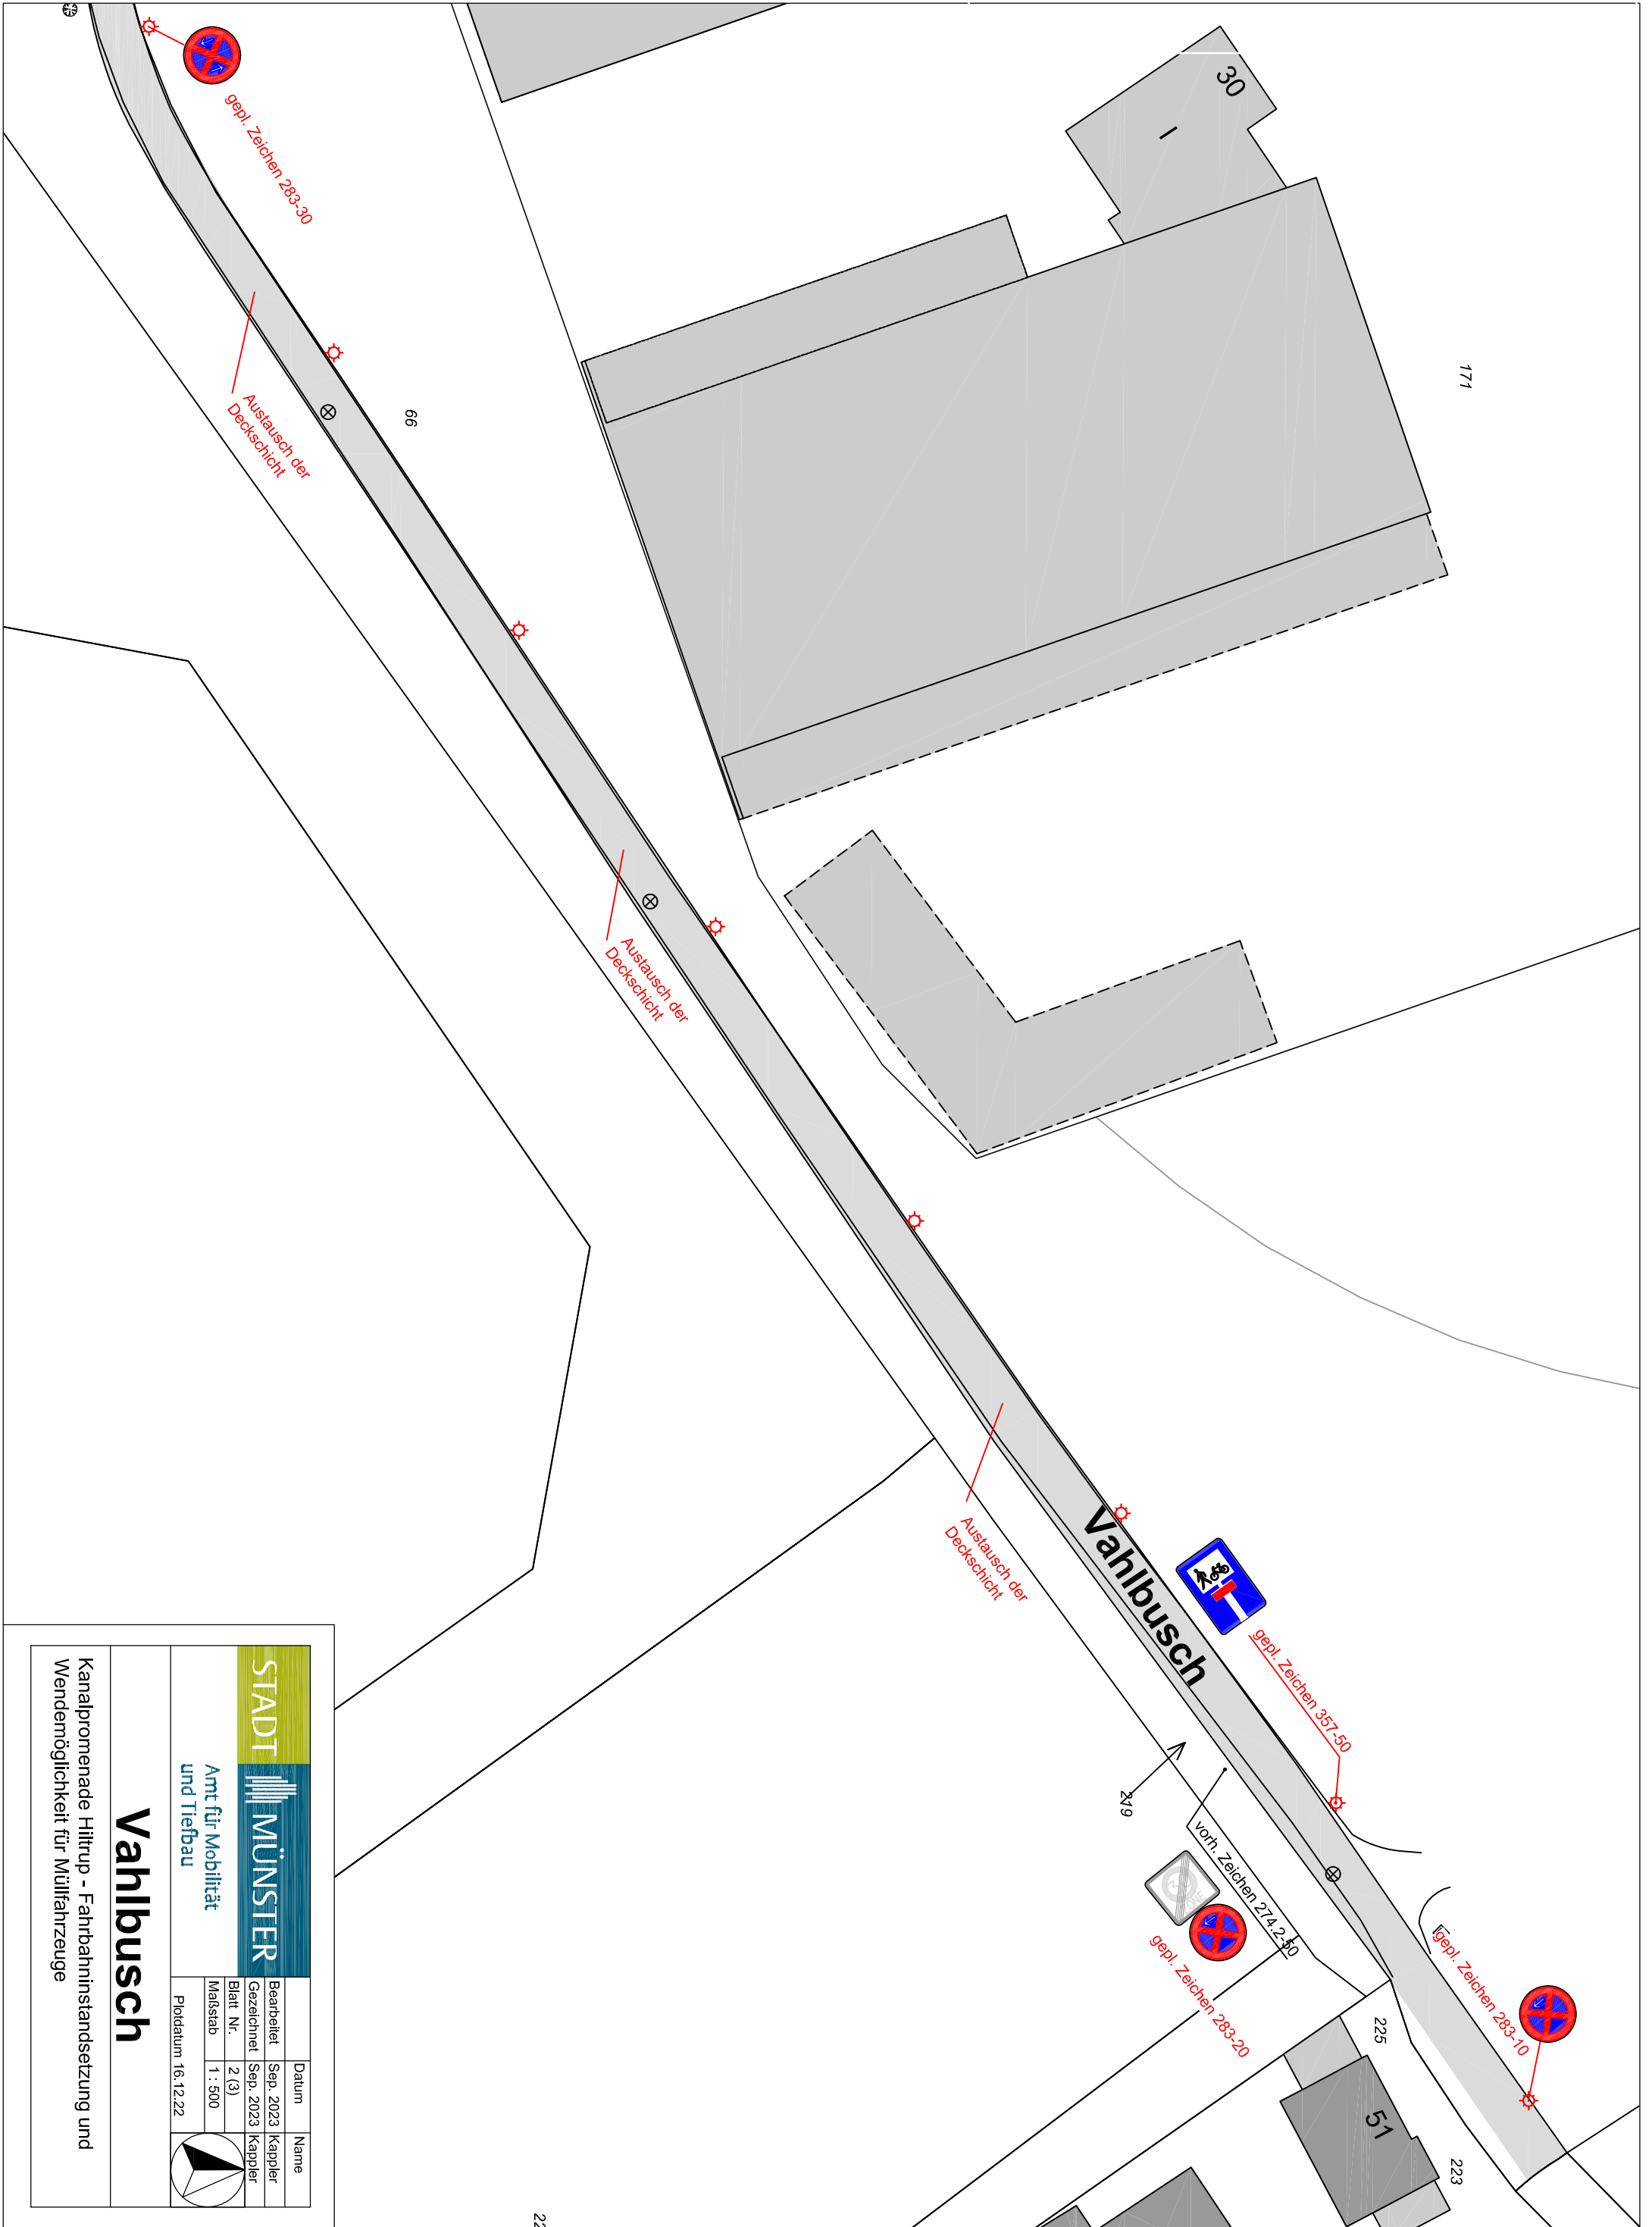 gepl. Zeichen 283-30
30
I
171
66
Austausch der
Deckschicht
Austausch der
Deckschicht
Austausch der
Deckschicht
Vahlbusch
gepl. Zeichen 357-50
219
vorh. Zeichen 274.2-50
ZONE
gepl. Zeichen 283-20
gepl. Zeichen 283-10
225
51
223
22
STADT MÜNSTER
Amt für Mobilität
und Tiefbau
Datum Name
Bearbeitet Sep. 2023 Kappler
Gezeichnet Sep. 2023 Kappler
Blatt Nr. 2 (3)
Maßstab 1 : 500
Plotdatum 16.12.22
Vahlbusch
Kanalpromenade Hiltrup - Fahrbahninstandsetzung und
Wendemöglichkeit für Müllfahrzeuge